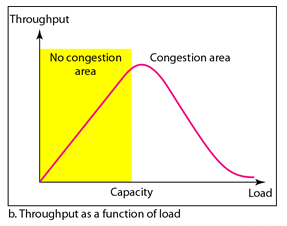 Throughput
No congestion
area
Congestion area
Capacity
Load
b. Throughput as a function of load